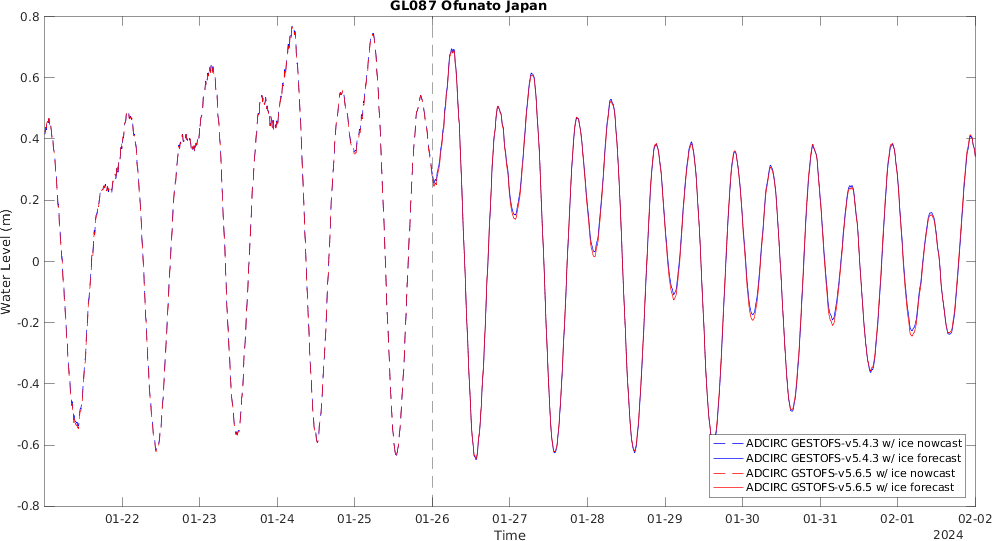 GL087 Ofunato Japan
0.8
0.6
0.4
0.2
0
-0.2
-0.4
-0.6
-0.8
Water Level (m)
ADCIRC GESTOFS-v5.4.3 w/ ice nowcast
ADCIRC GESTOFS-v5.4.3 w/ ice forecast
ADCIRC GSTOFS-v5.6.5 w/ ice nowcast
ADCIRC GSTOFS-v5.6.5 w/ ice forecast
01-22 01-23 01-24 01-25 01-26 01-27 01-28 01-29 01-30 01-31 02-01 02-02
Time
2024